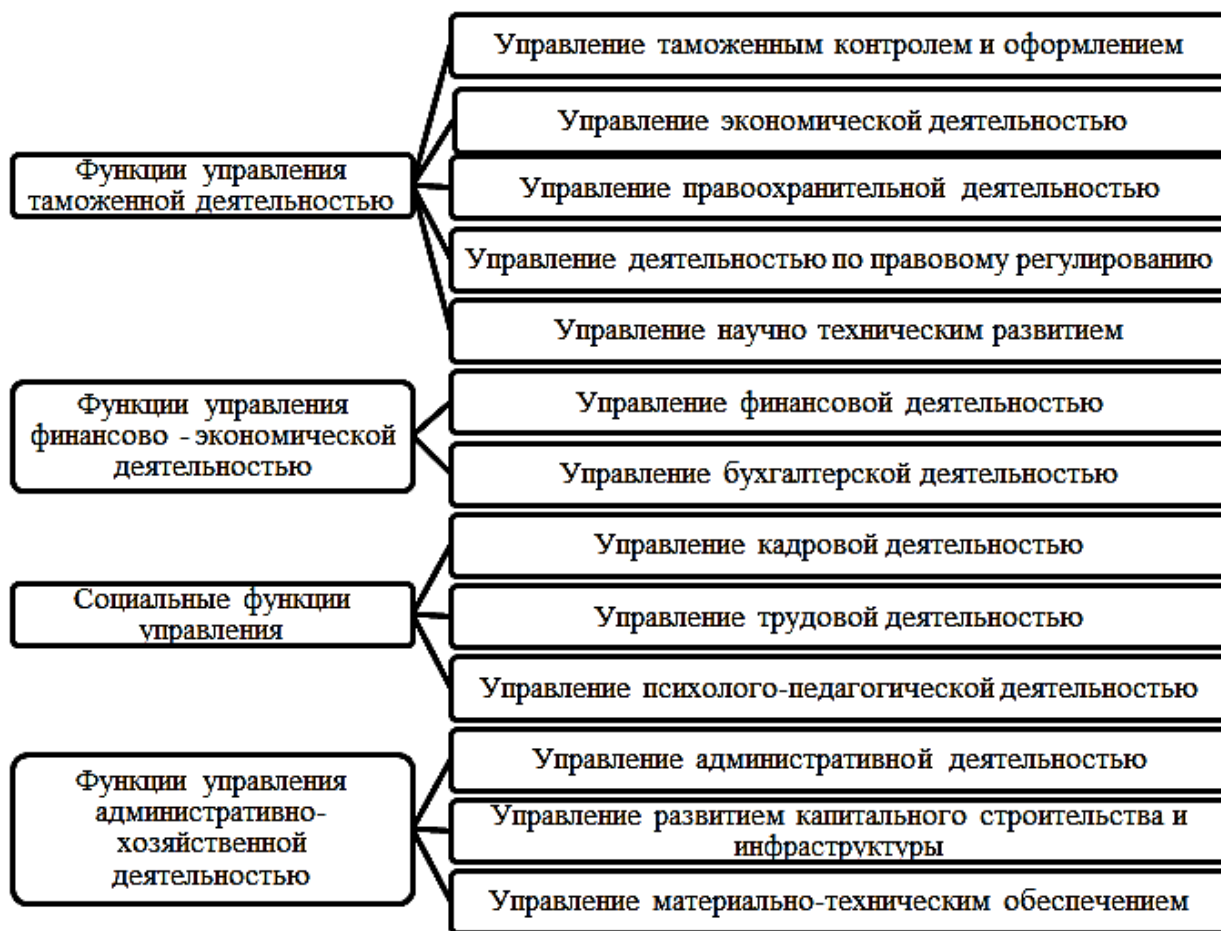 Управление таможенным контролем и оформлением
Управление экономической деятельностью
Функции управления
таможенной деятельностью
Управление правоохранительной деятельностью
Управление деятельностью по правовому регулированию
Управление научно техническим развитием
Функции управления
финансово - экономической
деятельностью
Управление финансовой деятельностью
Управление бухгалтерской деятельностью
Социальные функции
управления
Управление кадровой деятельностью
Управление трудовой деятельностью
Управление психолого-педагогической деятельностью
Функции управления
административно-
хозяйственной
деятельностью
Управление административной деятельностью
Управление развитием капитального строительства и
инфраструктуры
Управление материально-техническим обеспечением